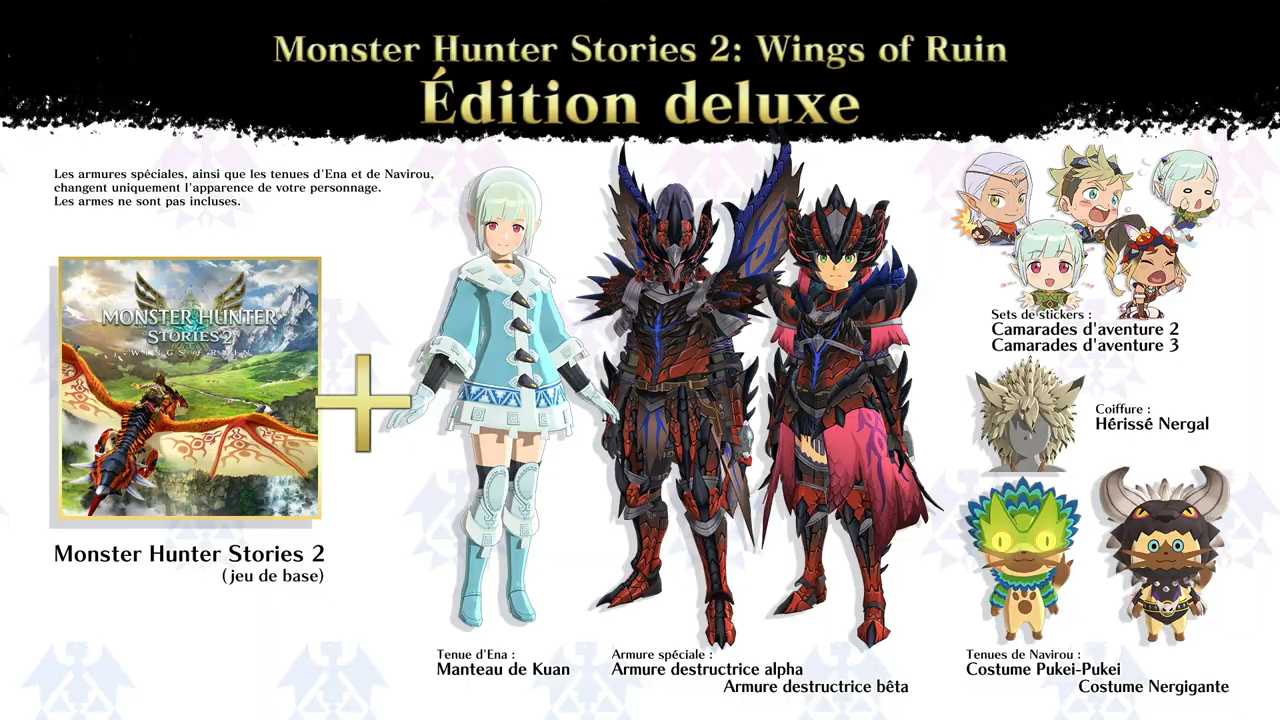 Monster Hunter Stories 2: Wings of Ruin
Édition deluxe
Les armures spéciales, ainsi que les tenues d'Ena et de Navirou,
changent uniquement l'apparence de votre personnage.
Les armes ne sont pas incluses.
MONSTER HUNTER
STORIES 2
WINGS OF RUIN
Monster Hunter Stories 2
(jeu de base)
Tenue d'Ena :
Manteau de Kuan
Armure spéciale :
Armure destructrice alpha
Armure destructrice bêta
Sets de stickers :
Camarades d'aventure 2
Camarades d'aventure 3
Coiffure :
Hérissé Nergal
Tenues de Navirou :
Costume Pukei-Pukei
Costume Nergigante